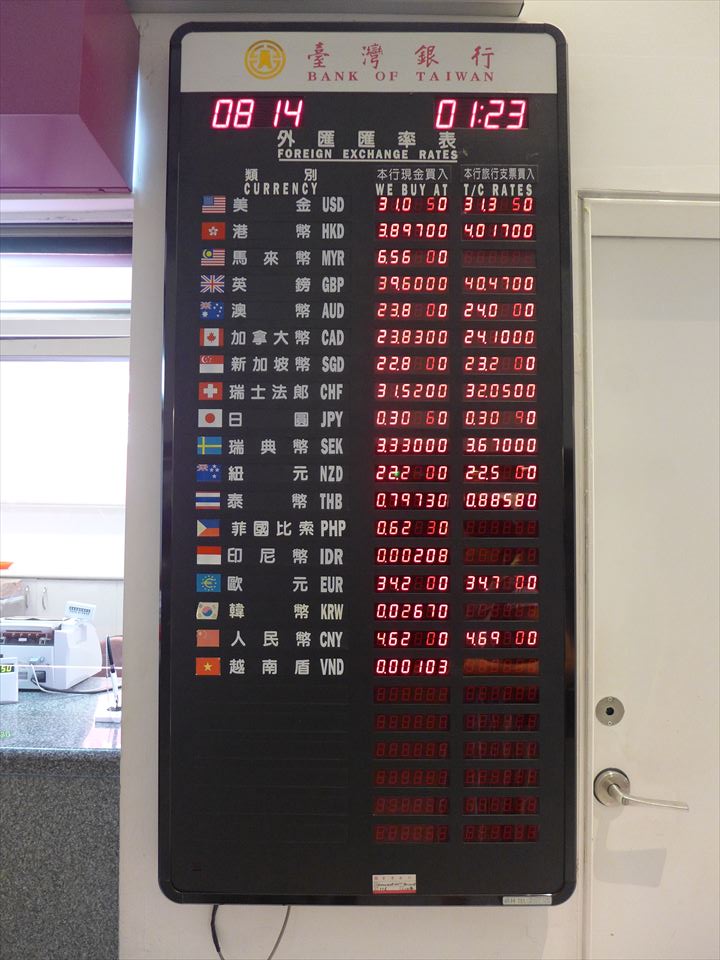 臺灣銀行
BANK OF TAIWAN
08 14 01:23
外匯匯率表
FOREIGN EXCHANGE RATES
類別 本行現金買入 本行旅行支票買入
CURRENCY WE BUY AT T/C RATES
美金 USD 31.0 50 31.3 50
港幣 HKD 3.89700 4.01700
馬來幣 MYR 6.56 00
英鎊 GBP 39.6000 40.4700
澳幣 AUD 23.8 00 24.0 00
加拿大幣 CAD 23.8300 24.1000
新加坡幣 SGD 22.8 00 23.2 00
瑞士法郎 CHF 31.5200 32.0500
日圓 JPY 0.30 60 0.30 90
瑞典幣 SEK 3.33000 3.67000
紐元 NZD 22.2 00 22.5 00
泰幣 THB 0.79730 0.88580
菲國比索 PHP 0.62 30
印尼幣 IDR 0.00208
歐元 EUR 34.2 00 34.7 00
韓幣 KRW 0.02670
人民幣 CNY 4.62 00 4.69 00
越南盾 VND 0.00103